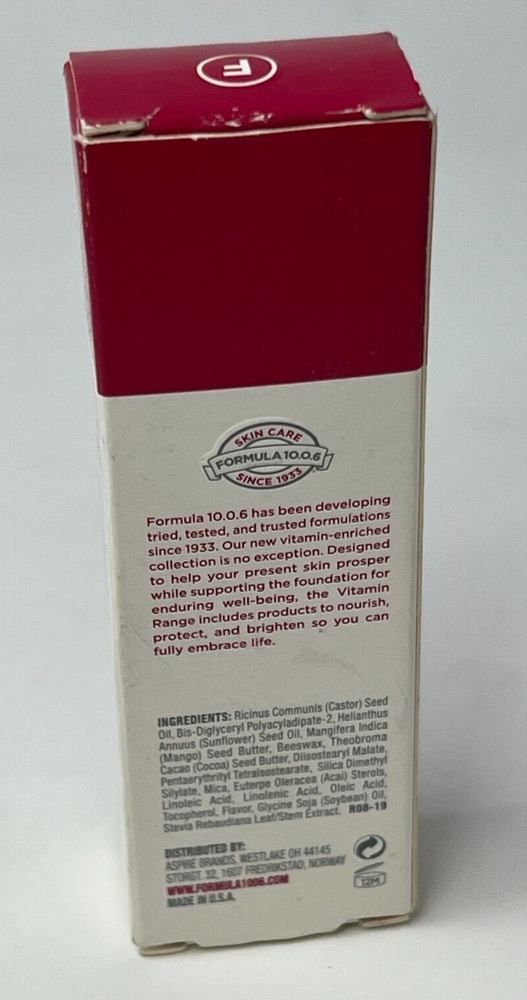 F
SKIN CARE
FORMULA 10.0.6
SINCE 1933
Formula 10.0.6 has been developing
tried, tested, and trusted formulations
since 1933. Our new vitamin-enriched
collection is no exception. Designed
to help your present skin prosper
while supporting the foundation for
enduring well-being, the Vitamin
Range includes products to nourish,
protect, and brighten so you can
fully embrace life.
INGREDIENTS: Ricinus Communis (Castor) Seed
Oil, Bis-Diglyceryl Polyacyladipate-2, Helianthus
Annuus (Sunflower) Seed Oil, Mangifera Indica
(Mango) Seed Butter, Beeswax, Theobroma
Cacao (Cocoa) Seed Butter, Diisostearyl Malate,
Pentaerythrityl Tetraisostearate, Silica Dimethyl
Silylate, Mica, Euterpe Oleracea (Acai) Sterols,
Linoleic Acid, Linolenic Acid, Oleic Acid,
Tocopherol, Flavor, Glycine Soja (Soybean) Oil,
Stevia Rebaudiana Leaf/Stem Extract. R00-19
DISTRIBUTED BY:
ASPIRE BRANDS, WESTLAKE OH 44145
STORGT. 32, 1607 FREDRIKSTAD, NORWAY
WWW.FORMULA1006.COM
MADE IN U.S.A.
12M